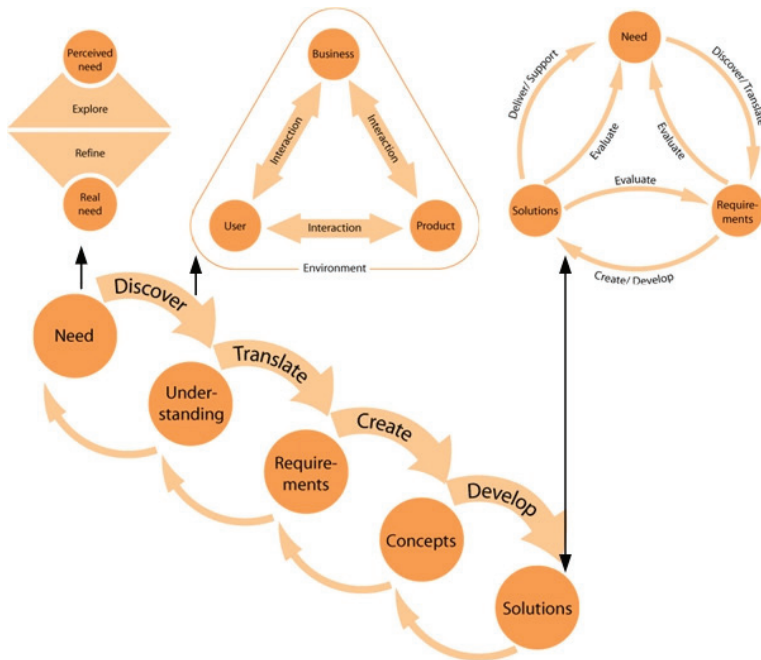 Perceived
need
Explore
Refine
Real
need
Business
Interaction
Interaction
User
Interaction
Product
Environment
Need
Deliver/ Support
Discover/Translate
Evaluate
Evaluate
Evaluate
Solutions
Require-
ments
Create/ Develop
Discover
Need
Translate
Under-
standing
Create
Require-
ments
Develop
Concepts
Solutions